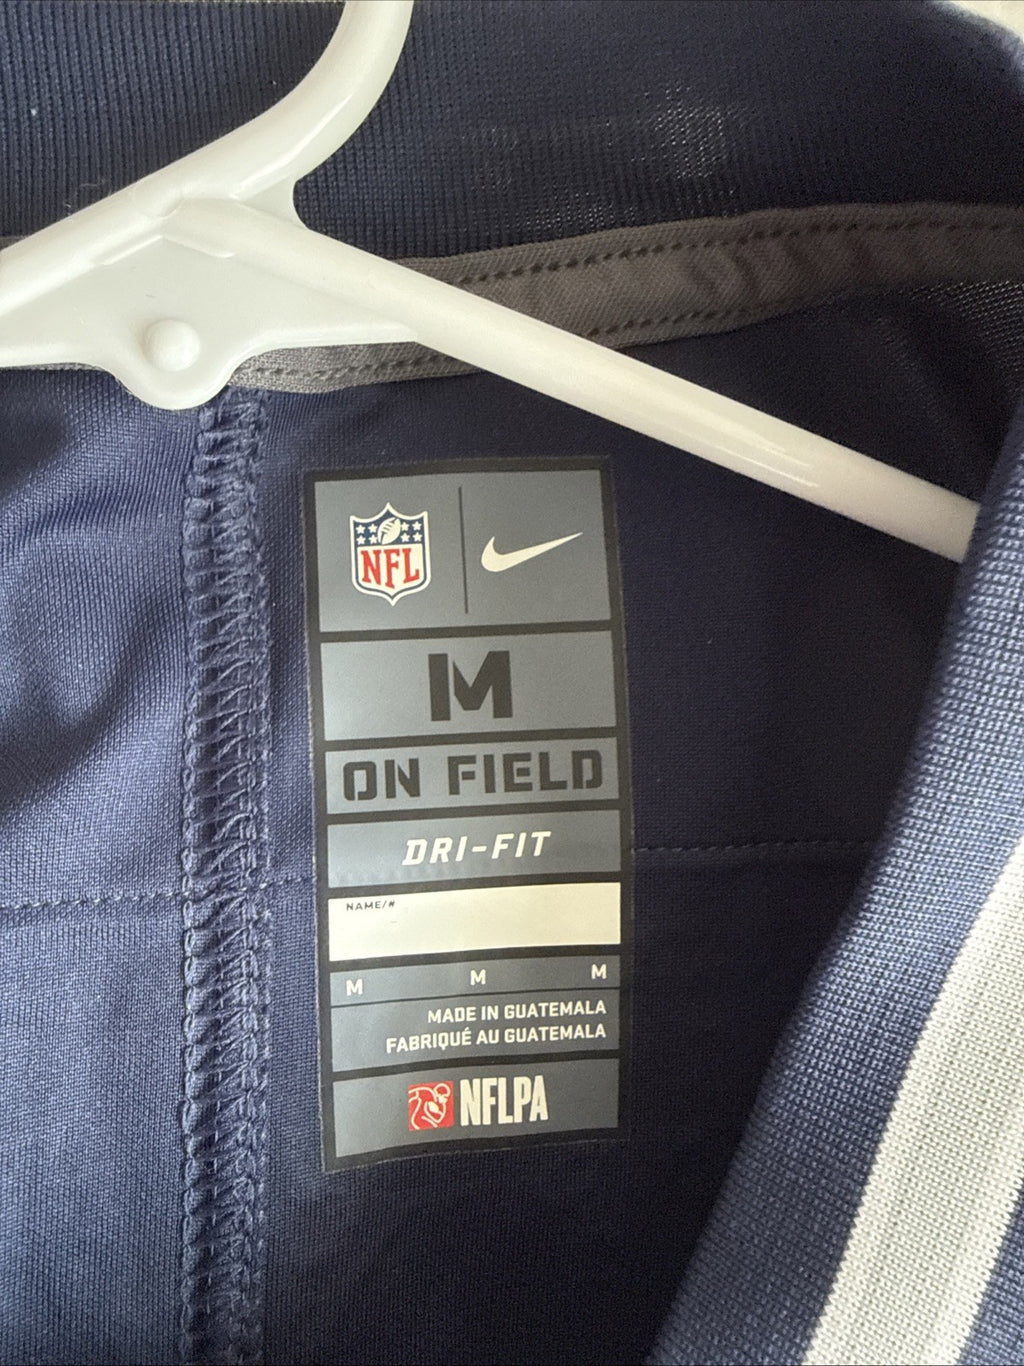 NFL
M
ON FIELD
DRI-FIT
NAME/#
M M M
MADE IN GUATEMALA
FABRIQUÉ AU GUATEMALA
NFLPA